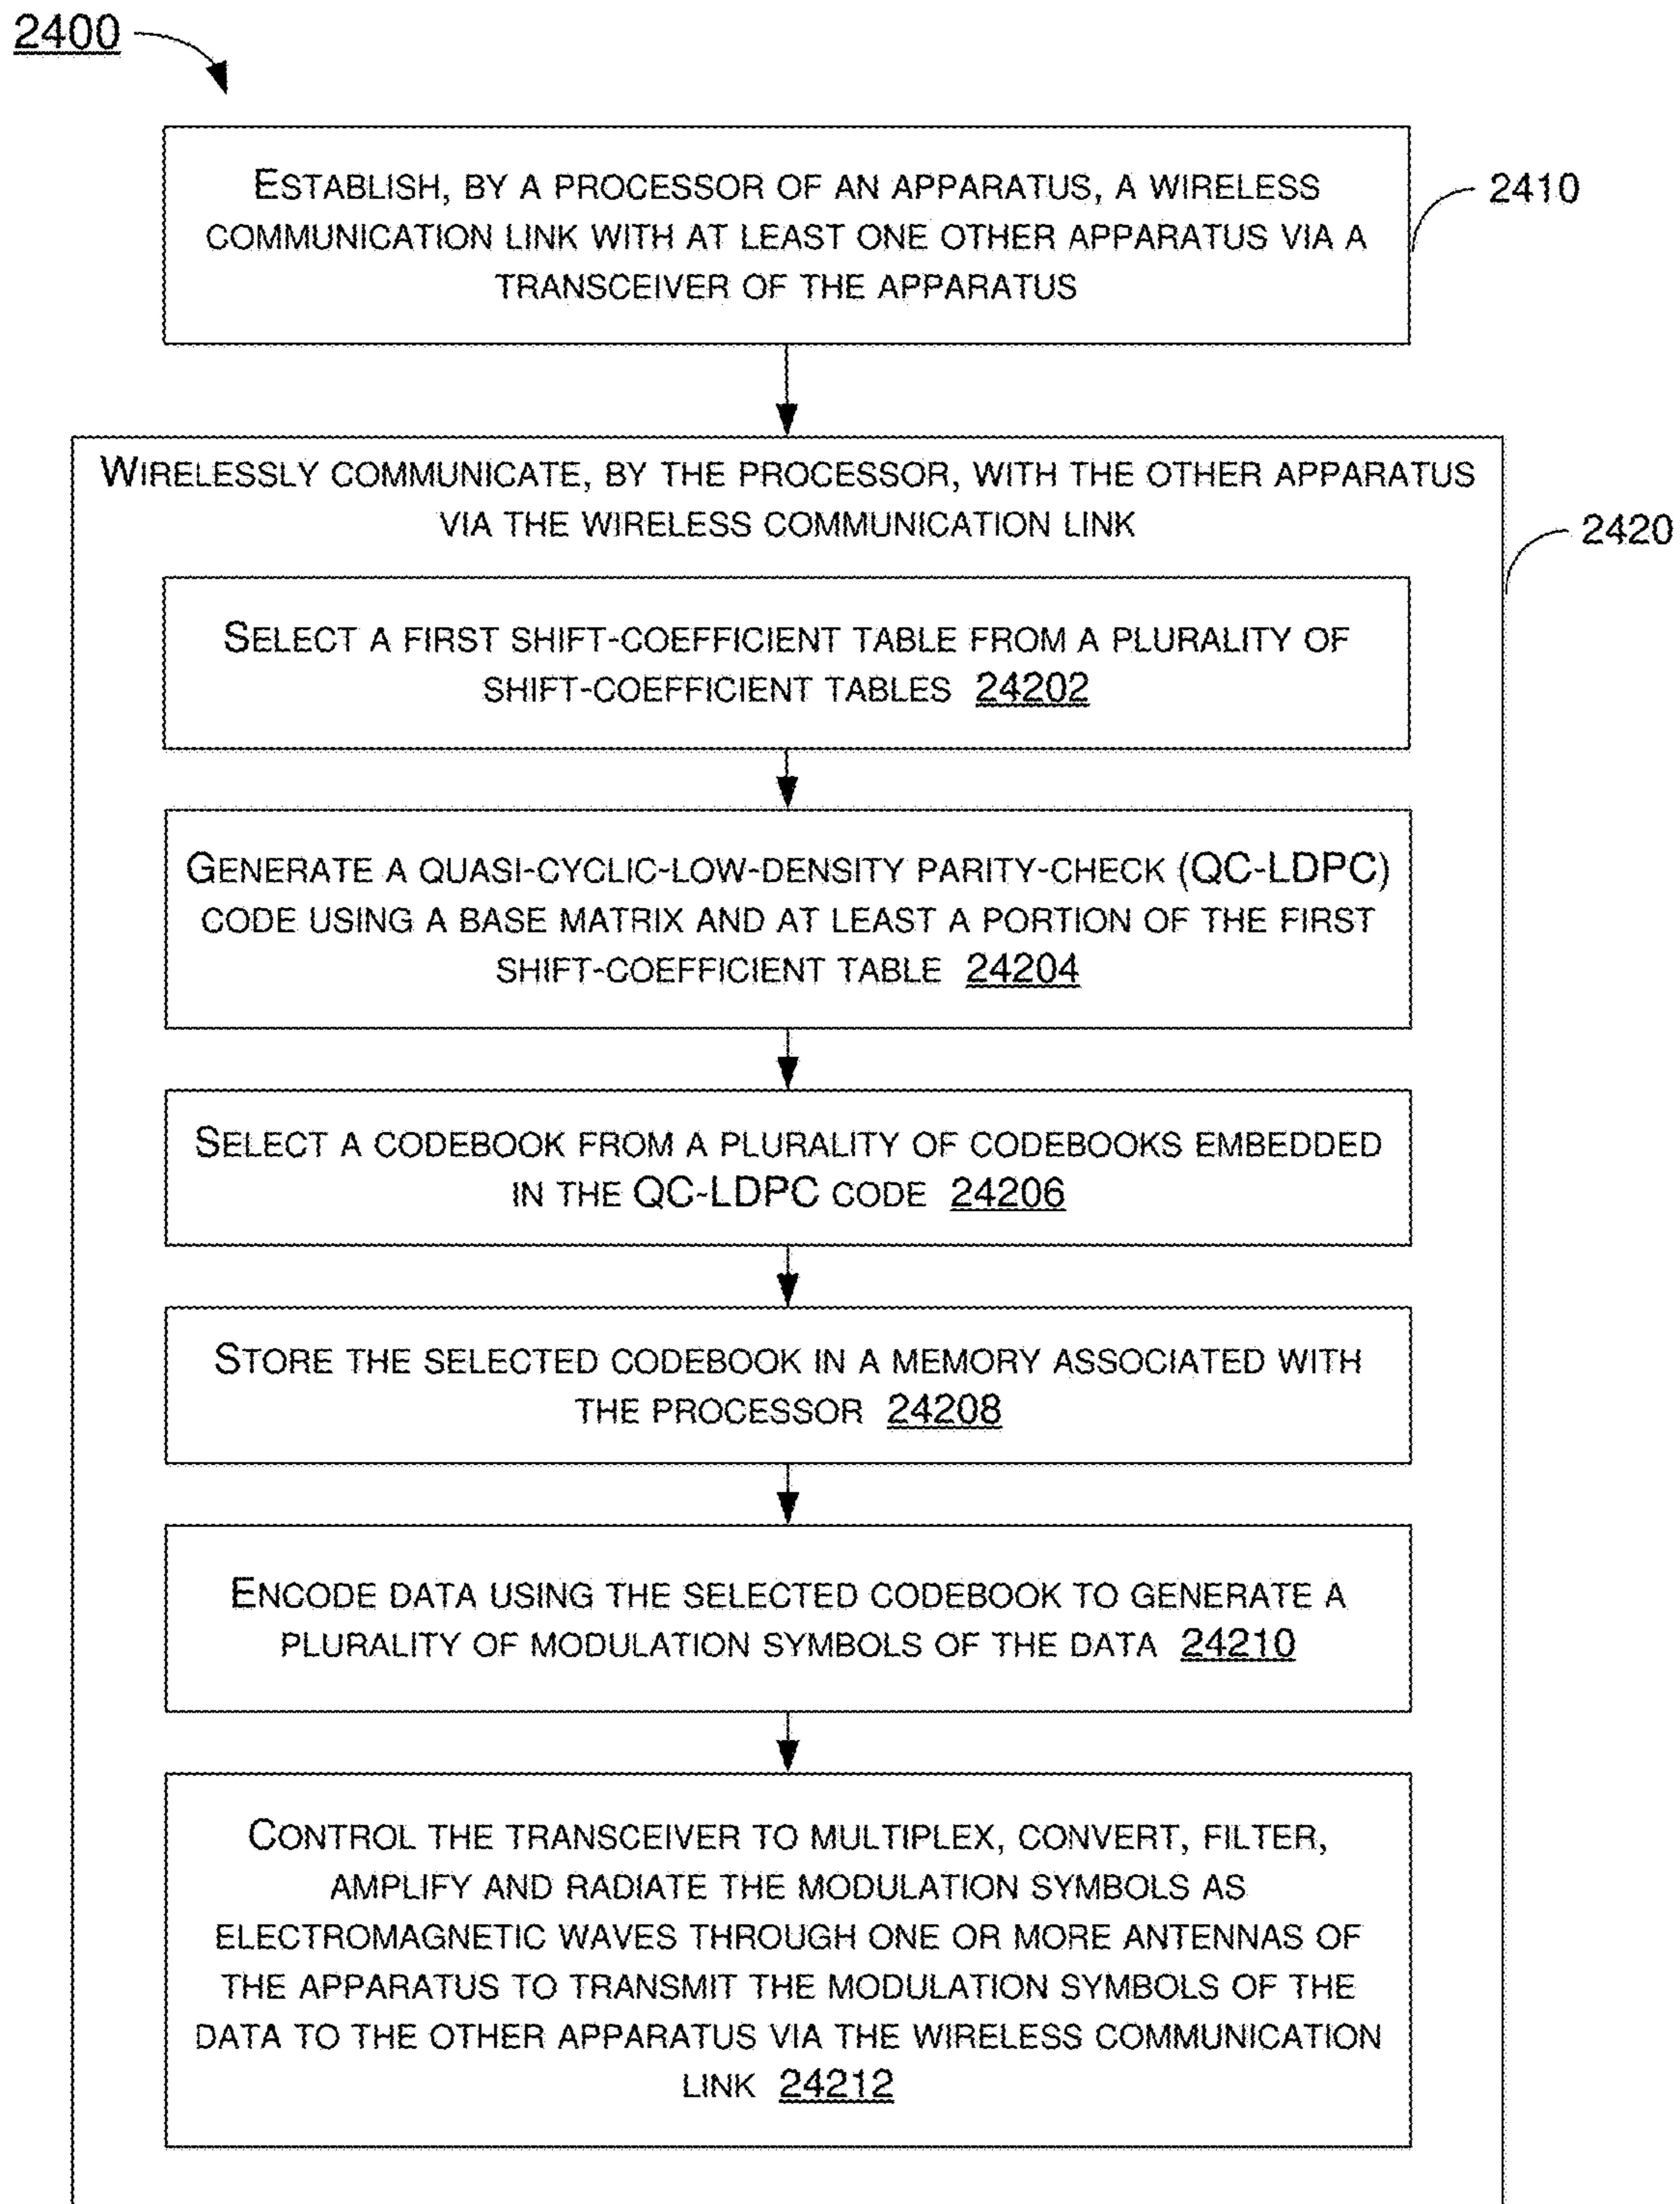 2400
ESTABLISH, BY A PROCESSOR OF AN APPARATUS, A WIRELESS
COMMUNICATION LINK WITH AT LEAST ONE OTHER APPARATUS VIA A
TRANSCEIVER OF THE APPARATUS
2410
WIRELESSLY COMMUNICATE, BY THE PROCESSOR, WITH THE OTHER APPARATUS
VIA THE WIRELESS COMMUNICATION LINK
2420
SELECT A FIRST SHIFT-COEFFICIENT TABLE FROM A PLURALITY OF
SHIFT-COEFFICIENT TABLES 24202
GENERATE A QUASI-CYCLIC-LOW-DENSITY PARITY-CHECK (QC-LDPC)
CODE USING A BASE MATRIX AND AT LEAST A PORTION OF THE FIRST
SHIFT-COEFFICIENT TABLE 24204
SELECT A CODEBOOK FROM A PLURALITY OF CODEBOOKS EMBEDDED
IN THE QC-LDPC CODE 24206
STORE THE SELECTED CODEBOOK IN A MEMORY ASSOCIATED WITH
THE PROCESSOR 24208
ENCODE DATA USING THE SELECTED CODEBOOK TO GENERATE A
PLURALITY OF MODULATION SYMBOLS OF THE DATA 24210
CONTROL THE TRANSCEIVER TO MULTIPLEX, CONVERT, FILTER,
AMPLIFY AND RADIATE THE MODULATION SYMBOLS AS
ELECTROMAGNETIC WAVES THROUGH ONE OR MORE ANTENNAS OF
THE APPARATUS TO TRANSMIT THE MODULATION SYMBOLS OF THE
DATA TO THE OTHER APPARATUS VIA THE WIRELESS COMMUNICATION
LINK 24212